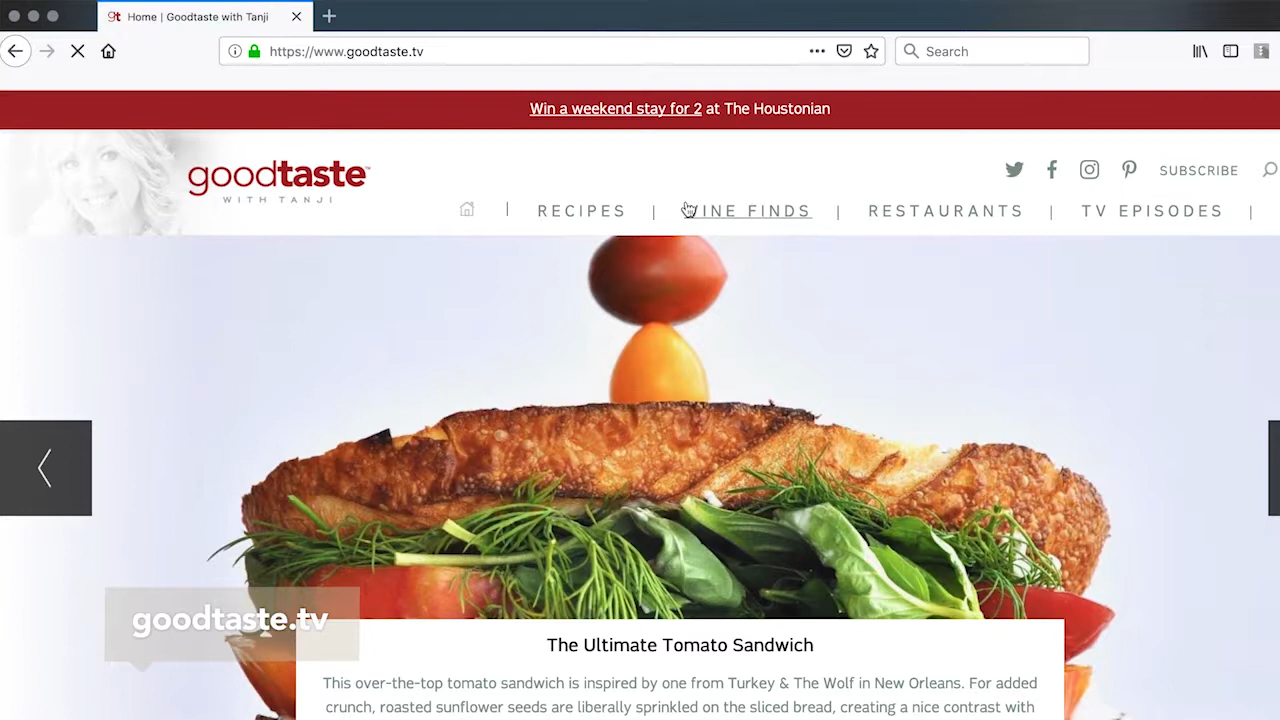 gt Home | Goodtaste with Tanji
https://www.goodtaste.tv
Search
Win a weekend stay for 2 at The Houstonian
goodtaste™
WITH TANJI
SUBSCRIBE
RECIPES | WINE FINDS | RESTAURANTS | TV EPISODES |
goodtaste.tv
The Ultimate Tomato Sandwich
This over-the-top tomato sandwich is inspired by one from Turkey & The Wolf in New Orleans. For added
crunch, roasted sunflower seeds are liberally sprinkled on the sliced bread, creating a nice contrast with